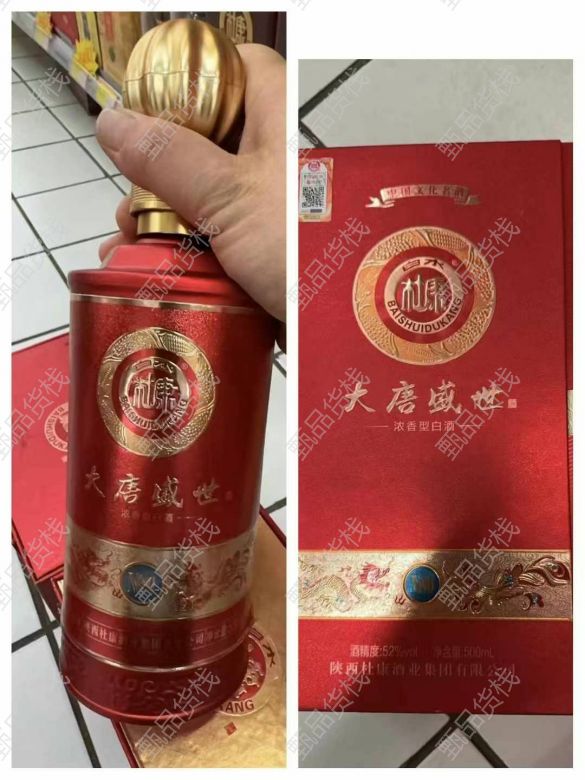 杜康
BAISHUIDUKANG
大唐盛世
浓香型白酒
陕西杜康酒业集团有限公司
中国文化名酒
白水
杜康
BAISHUIDUKANG
大唐盛世
浓香型白酒
酒精度:52%vol 净含量:500mL
陕西杜康酒业集团有限公司
甄品货栈